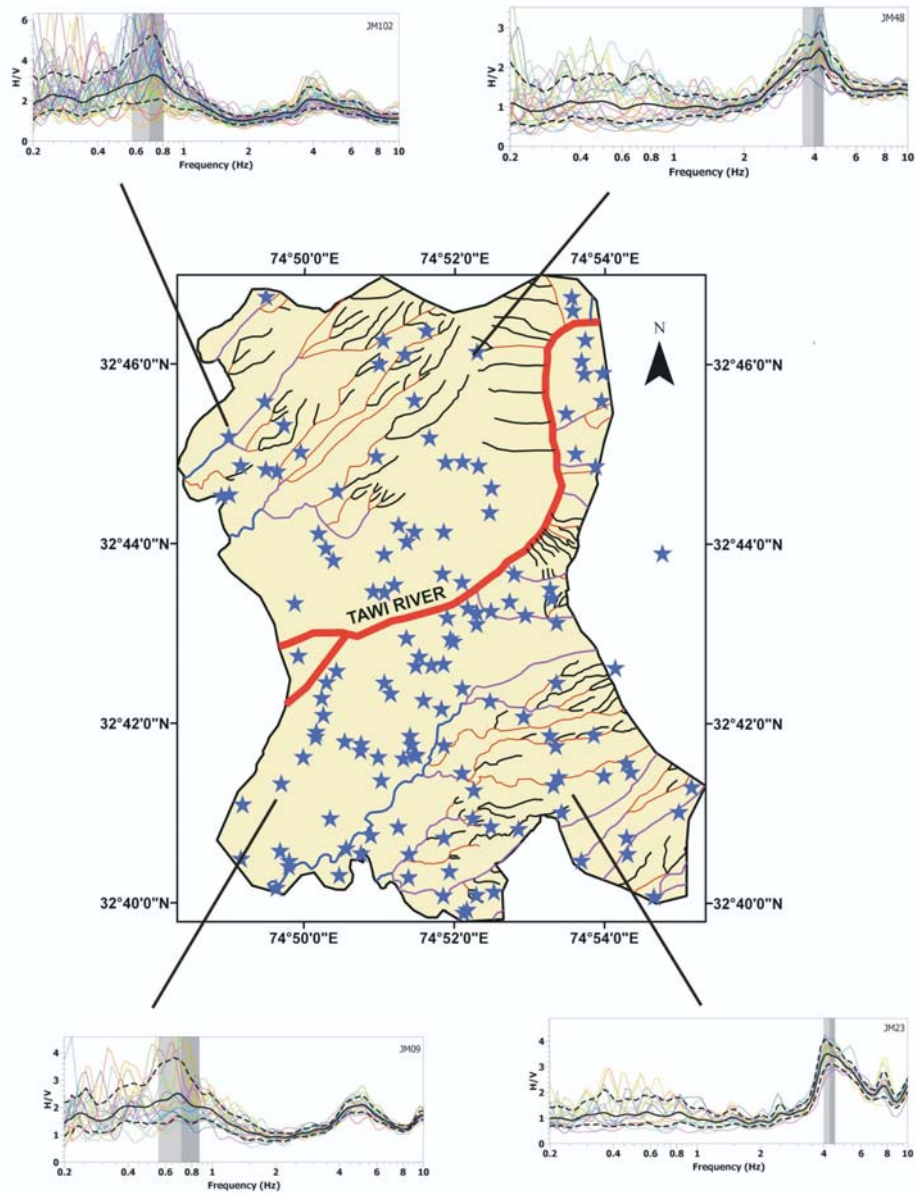 JM102
6
4
2
0
H/V
0.2 0.4 0.6 0.8 1 2 4 6 8 10
Frequency (Hz)
JM48
3
2
1
0
H/V
0.2 0.4 0.6 0.8 1 2 4 6 8 10
Frequency (Hz)
74°50'0"E 74°52'0"E 74°54'0"E
N
32°46'0"N 32°46'0"N
32°44'0"N 32°44'0"N
TAWI RIVER
32°42'0"N 32°42'0"N
32°40'0"N 32°40'0"N
74°50'0"E 74°52'0"E 74°54'0"E
JM09
4
3
2
1
0
H/V
0.2 0.4 0.6 0.8 1 2 4 6 8 10
Frequency (Hz)
JM23
4
3
2
1
0
H/V
0.2 0.4 0.6 0.8 1 2 4 6 8 10
Frequency (Hz)